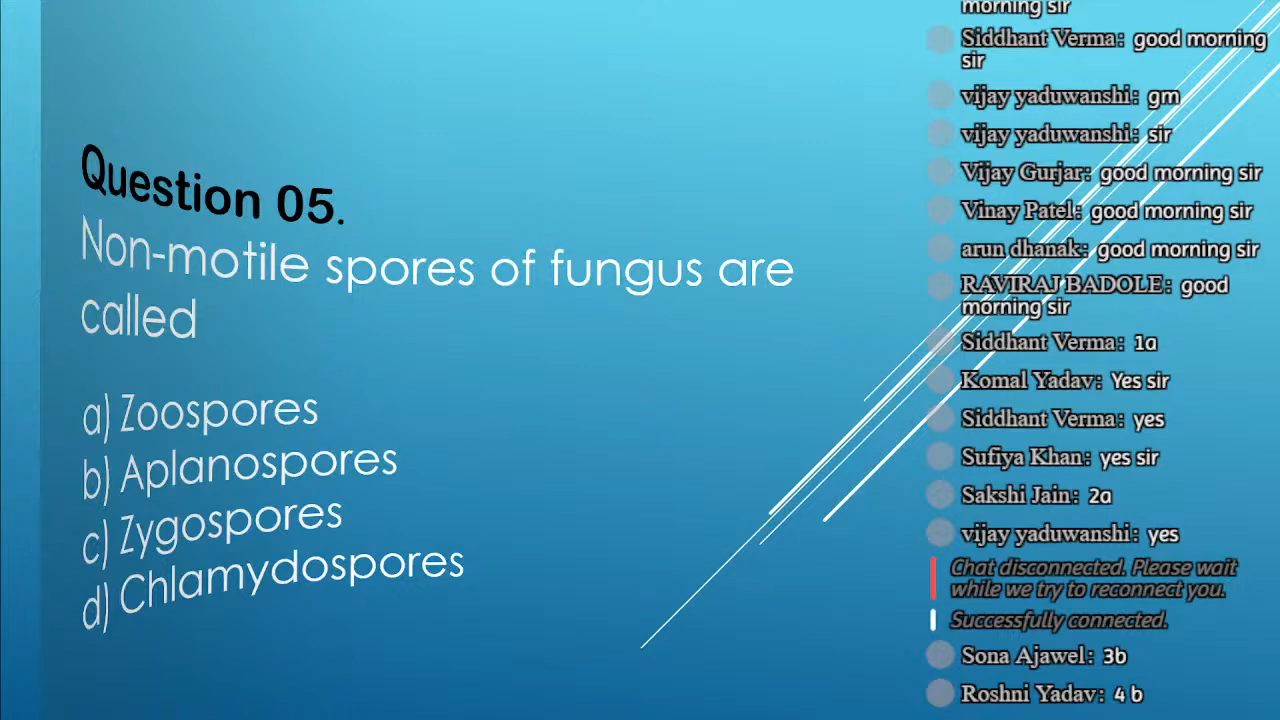 Question 05.
Non-motile spores of fungus are
called
a) Zoospores
b) Aplanospores
c) Zygospores
d) Chlamydospores
morning sir
Siddhant Verma: good morning
sir
vijay yaduwanshi: gm
vijay yaduwanshi: sir
Vijay Gurjar: good morning sir
Vinay Patel: good morning sir
arun dhanak: good morning sir
RAVIRAJ BADOLE: good
morning sir
Siddhant Verma: 1a
Komal Yadav: Yes sir
Siddhant Verma: yes
Sufiya Khan: yes sir
Sakshi Jain: 2a
vijay yaduwanshi: yes
Chat disconnected. Please wait
while we try to reconnect you.
Successfully connected.
Sona Ajawel: 3b
Roshni Yadav: 4 b